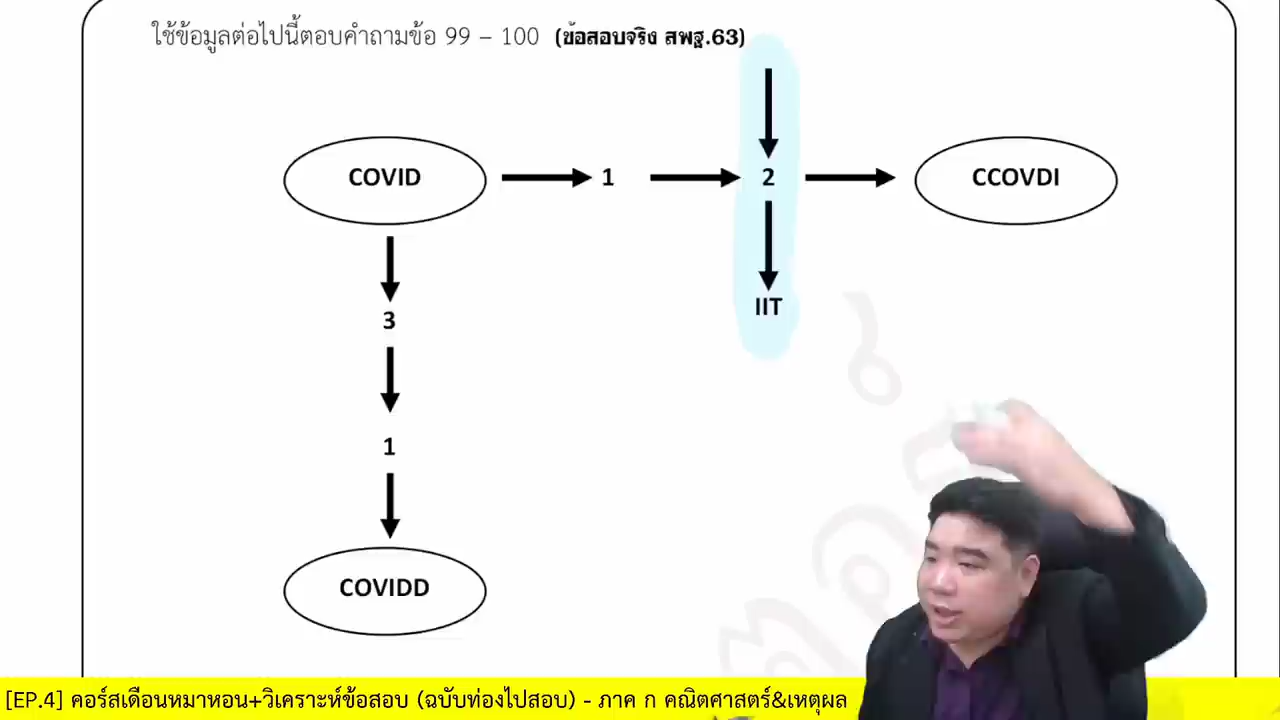 ใช้ข้อมูลต่อไปนี้ตอบคำถามข้อ 99 – 100 (ข้อสอบจริง สพฐ.63)
COVID 1 2 CCOVDI
IIT
3
1
COVIDD
[EP.4] คอร์สเดือนหมาหอน+วิเคราะห์ข้อสอบ (ฉบับท่องไปสอบ) - ภาค ก คณิตศาสตร์&เหตุผล